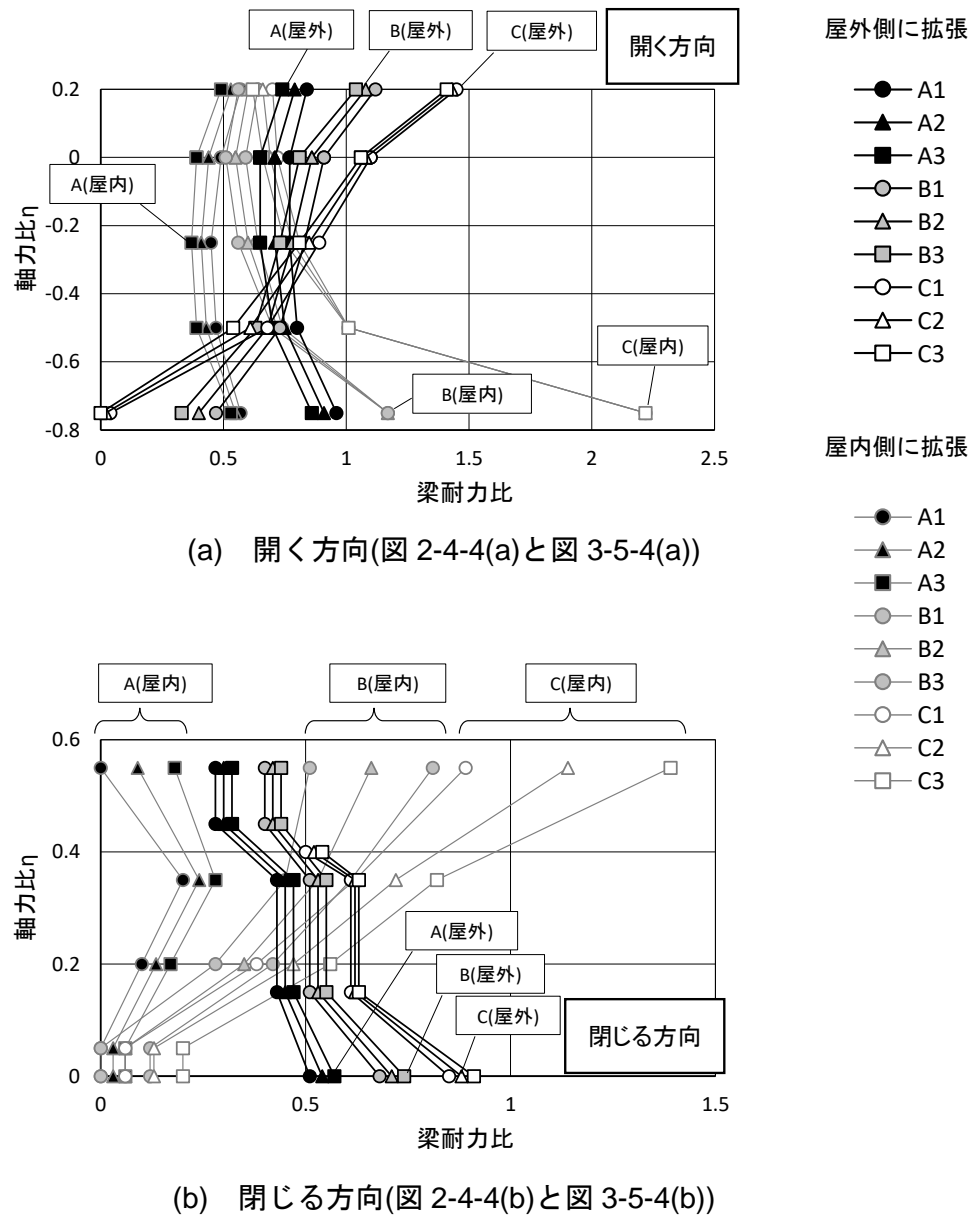 A(屋外)
B(屋外)
C(屋外)
開く方向
A(屋内)
C(屋内)
B(屋内)
軸力比η
0.2
0
-0.2
-0.4
-0.6
-0.8
0
0.5
1
1.5
2
2.5
梁耐力比
(a) 開く方向(図 2-4-4(a)と図 3-5-4(a))
屋外側に拡張
A1
A2
A3
B1
B2
B3
C1
C2
C3
屋内側に拡張
A1
A2
A3
B1
B2
B3
C1
C2
C3
A(屋内)
B(屋内)
C(屋内)
A(屋外)
B(屋外)
C(屋外)
閉じる方向
軸力比η
0.6
0.4
0.2
0
0
0.5
1
1.5
梁耐力比
(b) 閉じる方向(図 2-4-4(b)と図 3-5-4(b))